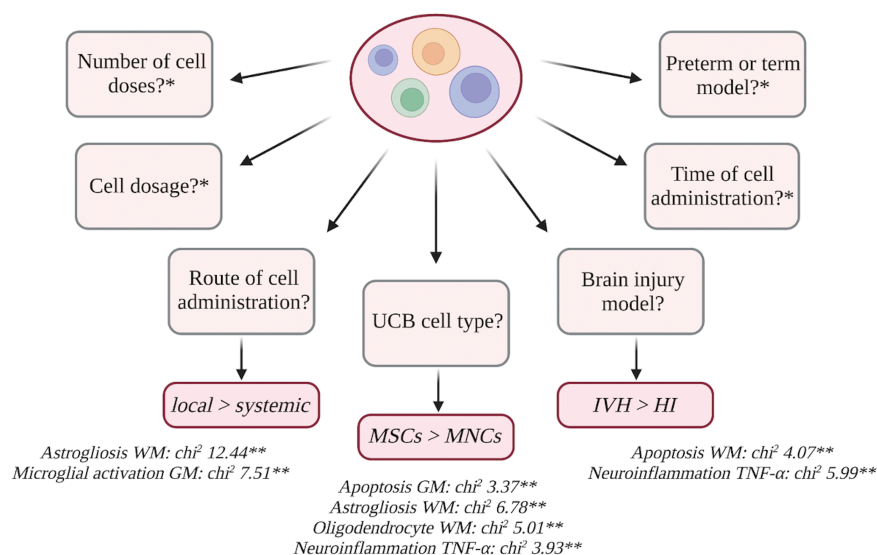 Number of cell
doses?*
Preterm or term
model?*
Cell dosage?*
Time of cell
administration?*
Route of cell
administration?
UCB cell type?
Brain injury
model?
local > systemic
MSCs > MNCs
IVH > HI
Astrogliosis WM: chi² 12.44**
Microglial activation GM: chi² 7.51**
Apoptosis GM: chi² 3.37**
Astrogliosis WM: chi² 6.78**
Oligodendrocyte WM: chi² 5.01**
Neuroinflammation TNF-α: chi² 3.93**
Apoptosis WM: chi² 4.07**
Neuroinflammation TNF-α: chi² 5.99**